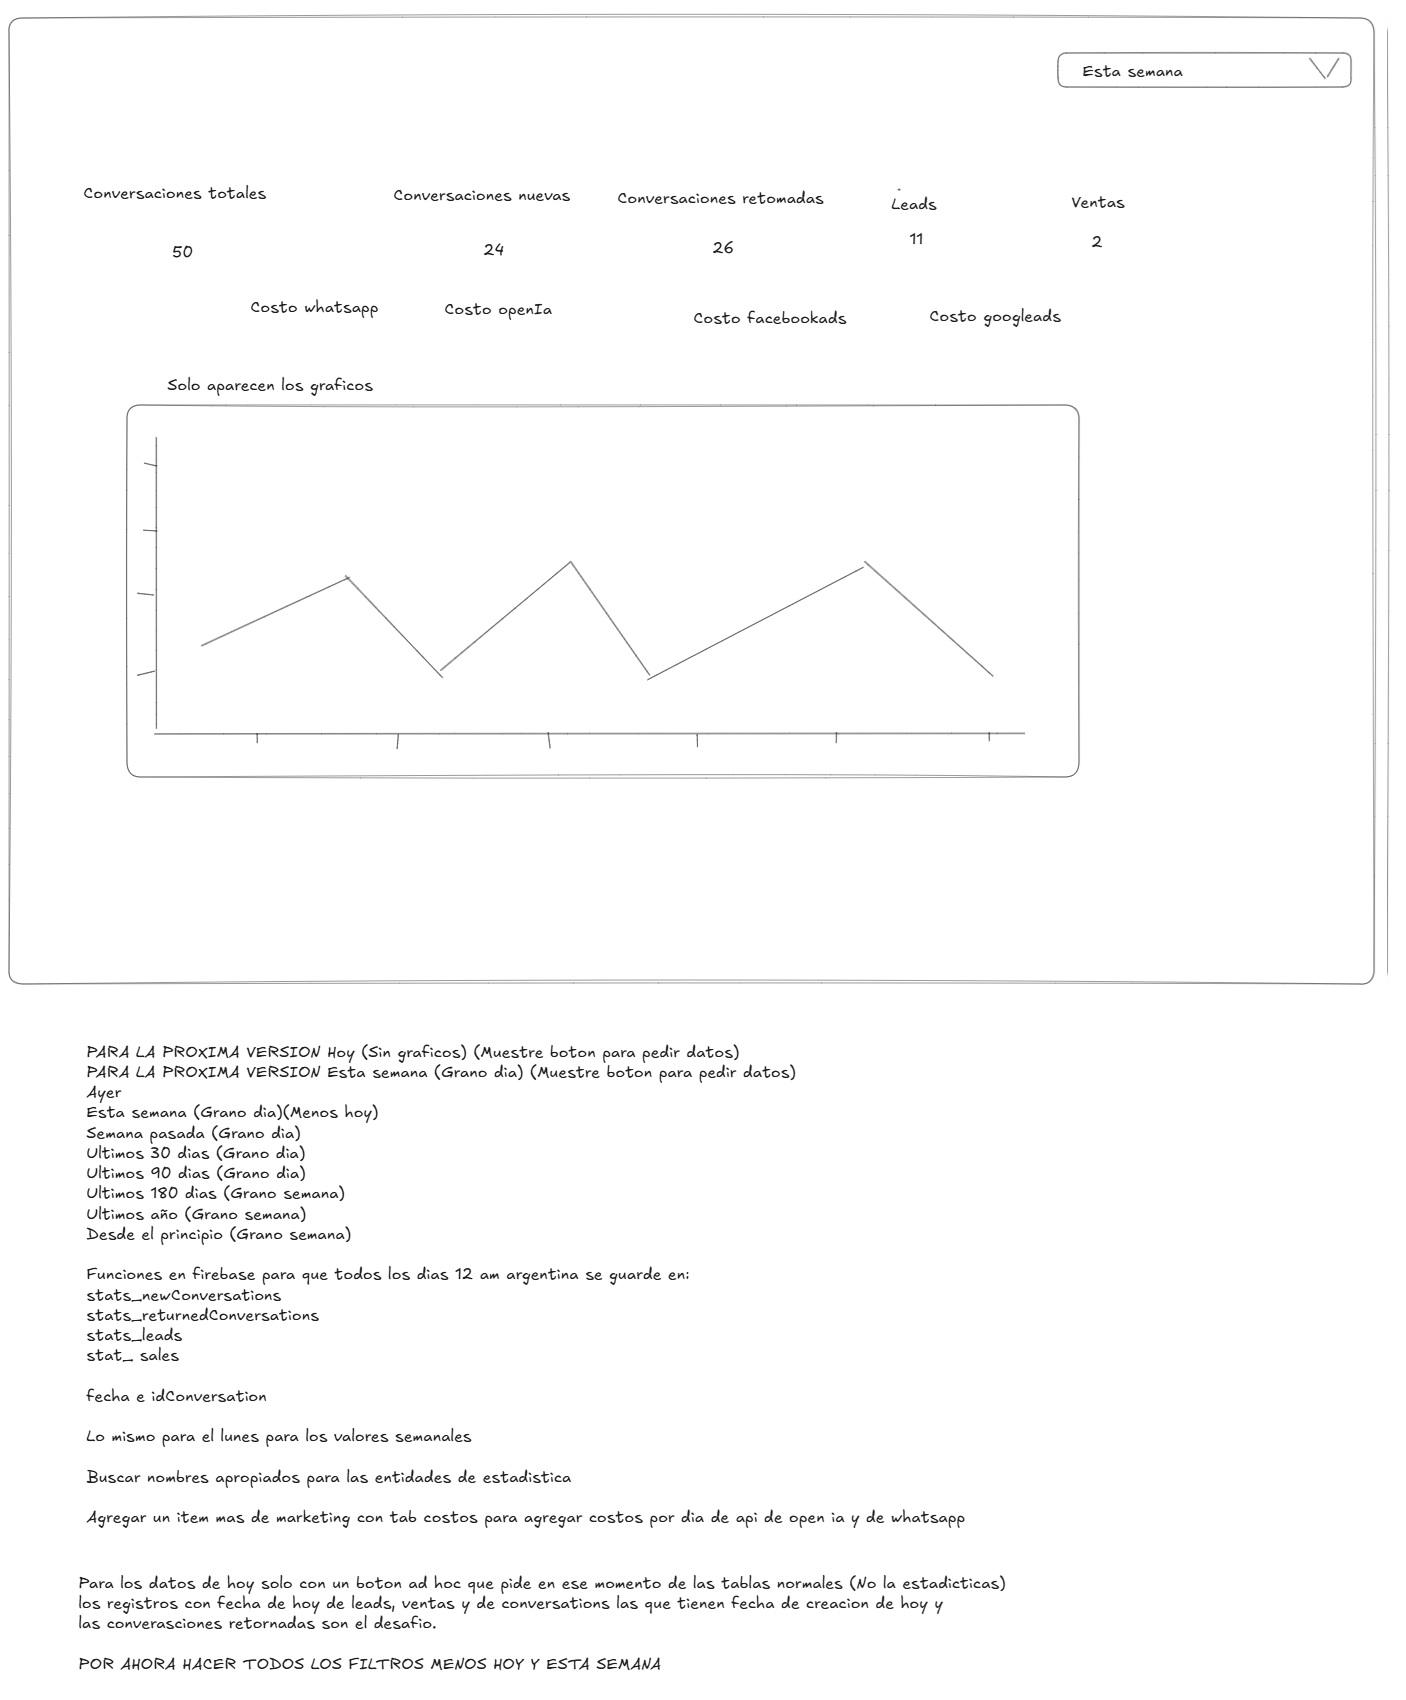 Esta semana
Conversaciones totales
Conversaciones nuevas
Conversaciones retomadas
Leads
Ventas
50
24
26
11
2
Costo whatsapp
Costo openIa
Costo facebookads
Costo googleads
Solo aparecen los graficos
PARA LA PROXIMA VERSION Hoy (Sin graficos) (Muestre boton para pedir datos)
PARA LA PROXIMA VERSION Esta semana (Grano dia) (Muestre boton para pedir datos)
Ayer
Esta semana (Grano dia)(Menos hoy)
Semana pasada (Grano dia)
Ultimos 30 dias (Grano dia)
Ultimos 90 dias (Grano dia)
Ultimos 180 dias (Grano semana)
Ultimos año (Grano semana)
Desde el principio (Grano semana)
Funciones en firebase para que todos los dias 12 am argentina se guarde en:
stats_newConversations
stats_returnedConversations
stats_leads
stat_ sales
fecha e idConversation
Lo mismo para el lunes para los valores semanales
Buscar nombres apropiados para las entidades de estadistica
Agregar un item mas de marketing con tab costos para agregar costos por dia de api de open ia y de whatsapp
Para los datos de hoy solo con un boton ad hoc que pide en ese momento de las tablas normales (No la estadicticas)
los registros con fecha de hoy de leads, ventas y de conversations las que tienen fecha de creacion de hoy y
las converasciones retornadas son el desafio.
POR AHORA HACER TODOS LOS FILTROS MENOS HOY Y ESTA SEMANA